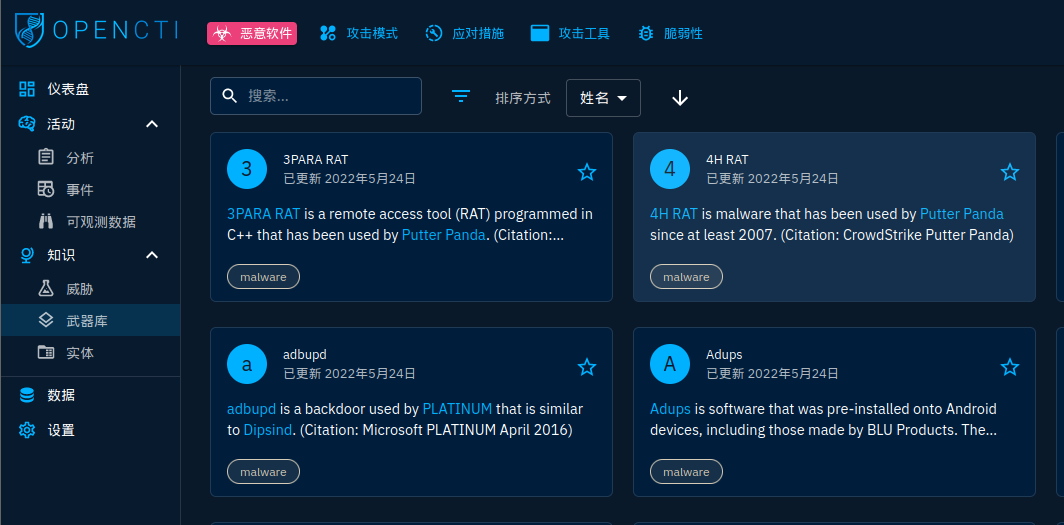 OPENCTI
恶意软件
攻击模式
应对措施
攻击工具
脆弱性
仪表盘
活动
分析
事件
可观测数据
知识
威胁
武器库
实体
数据
设置
搜索...
排序方式
姓名
3
3PARA RAT
已更新 2022年5月24日
3PARA RAT is a remote access tool (RAT) programmed in
C++ that has been used by Putter Panda. (Citation:...
malware
4
4H RAT
已更新 2022年5月24日
4H RAT is malware that has been used by Putter Panda
since at least 2007. (Citation: CrowdStrike Putter Panda)
malware
a
adbupd
已更新 2022年5月24日
adbupd is a backdoor used by PLATINUM that is similar
to Dipsind. (Citation: Microsoft PLATINUM April 2016)
malware
A
Adups
已更新 2022年5月24日
Adups is software that was pre-installed onto Android
devices, including those made by BLU Products. The...
malware